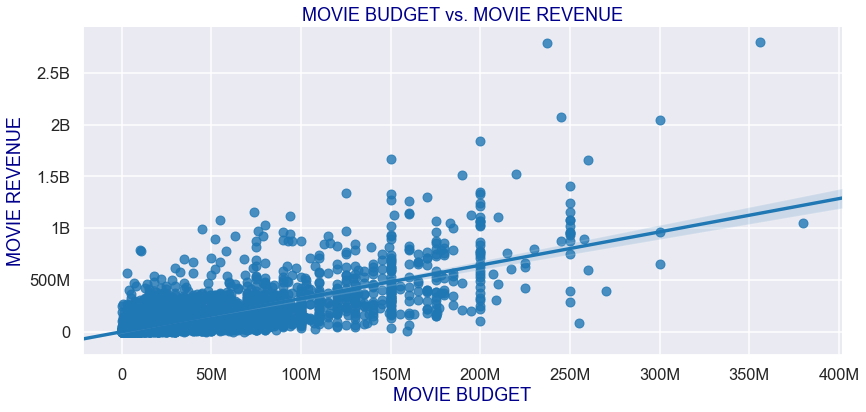 MOVIE BUDGET vs. MOVIE REVENUE
2.5B
2B
1.5B
1B
500M
0
MOVIE REVENUE
0 50M 100M 150M 200M 250M 300M 350M 400M
MOVIE BUDGET